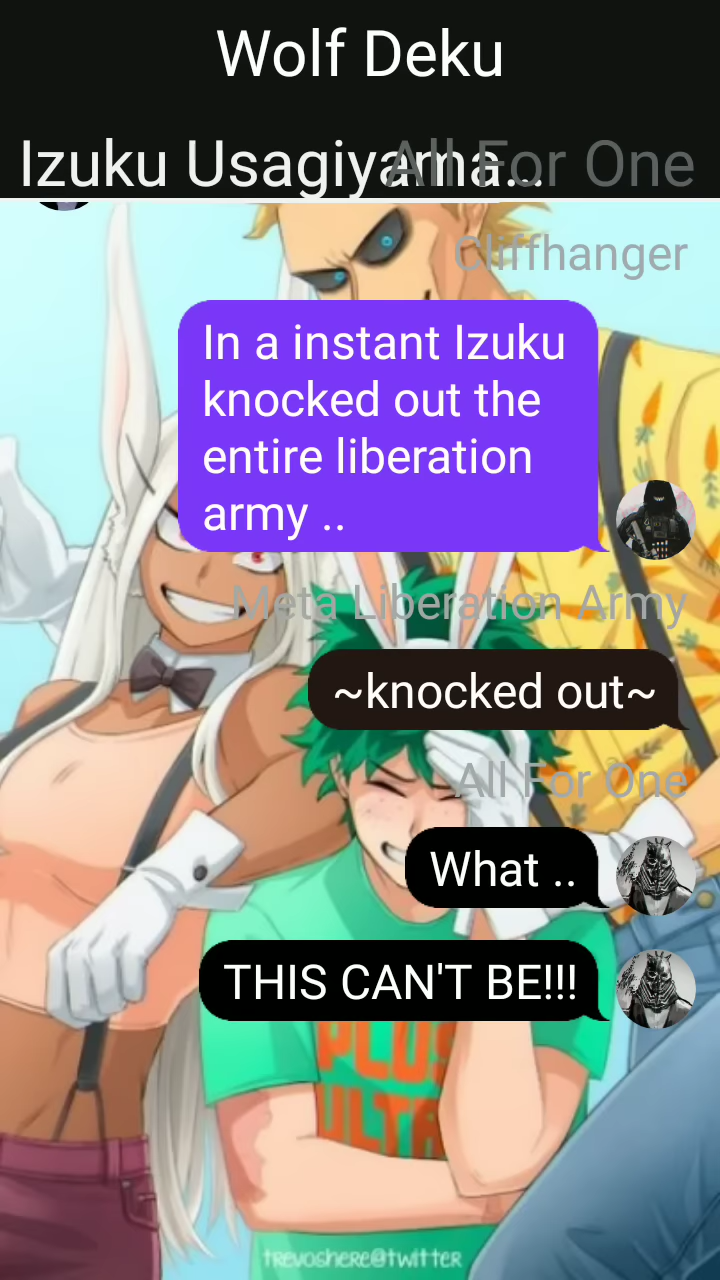 Wolf Deku
Izuku Usagiyama...
All For One
Cliffhanger
In a instant Izuku
knocked out the
entire liberation
army ..
Meta Liberation Army
~knocked out~
All For One
What ..
THIS CAN'T BE!!!
PLUS
ULTRA
trevoshere@twitter